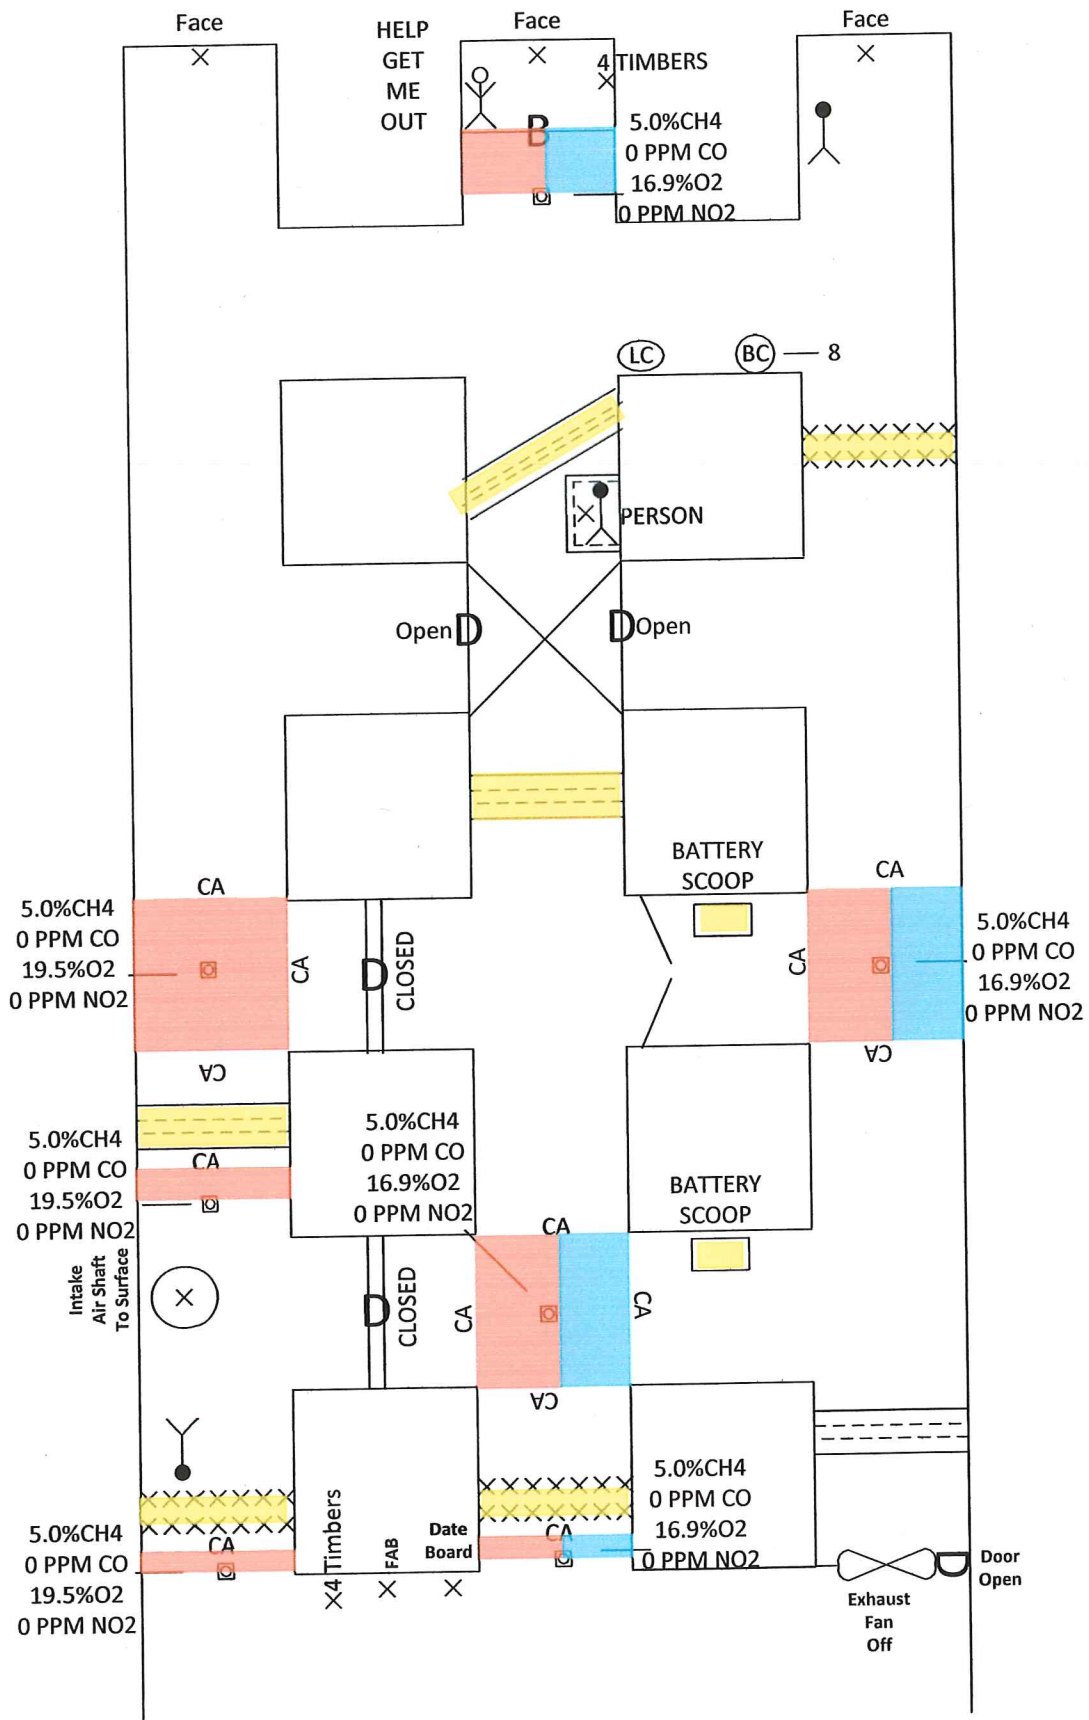 Face
HELP
GET
ME
OUT
Face
4 TIMBERS
Face
B
5.0%CH4
0 PPM CO
16.9%O2
0 PPM NO2
LC
BC
8
PERSON
Open
D
D
Open
BATTERY
SCOOP
CA
5.0%CH4
0 PPM CO
19.5%O2
0 PPM NO2
CA
CA
D
CLOSED
CA
CA
CA
5.0%CH4
0 PPM CO
16.9%O2
0 PPM NO2
5.0%CH4
0 PPM CO
19.5%O2
0 PPM NO2
CA
5.0%CH4
0 PPM CO
16.9%O2
0 PPM NO2
BATTERY
SCOOP
Intake
Air Shaft
To Surface
D
CLOSED
CA
CA
CA
CA
5.0%CH4
0 PPM CO
19.5%O2
0 PPM NO2
CA
4 Timbers
FAB
Date
Board
CA
5.0%CH4
0 PPM CO
16.9%O2
0 PPM NO2
D
Door
Open
Exhaust
Fan
Off